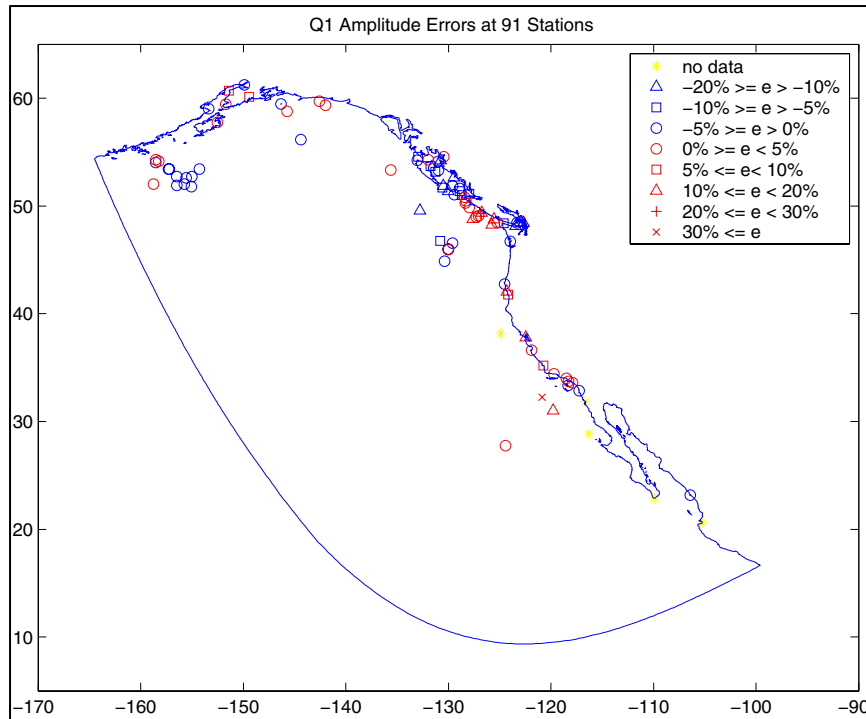 Q1 Amplitude Errors at 91 Stations
no data
−20% >= e > −10%
−10% >= e > −5%
−5% >= e > 0%
0% >= e < 5%
5% <= e< 10%
10% <= e < 20%
20% <= e < 30%
30% <= e
60
50
40
30
20
10
−170
−160
−150
−140
−130
−120
−110
−100
−90